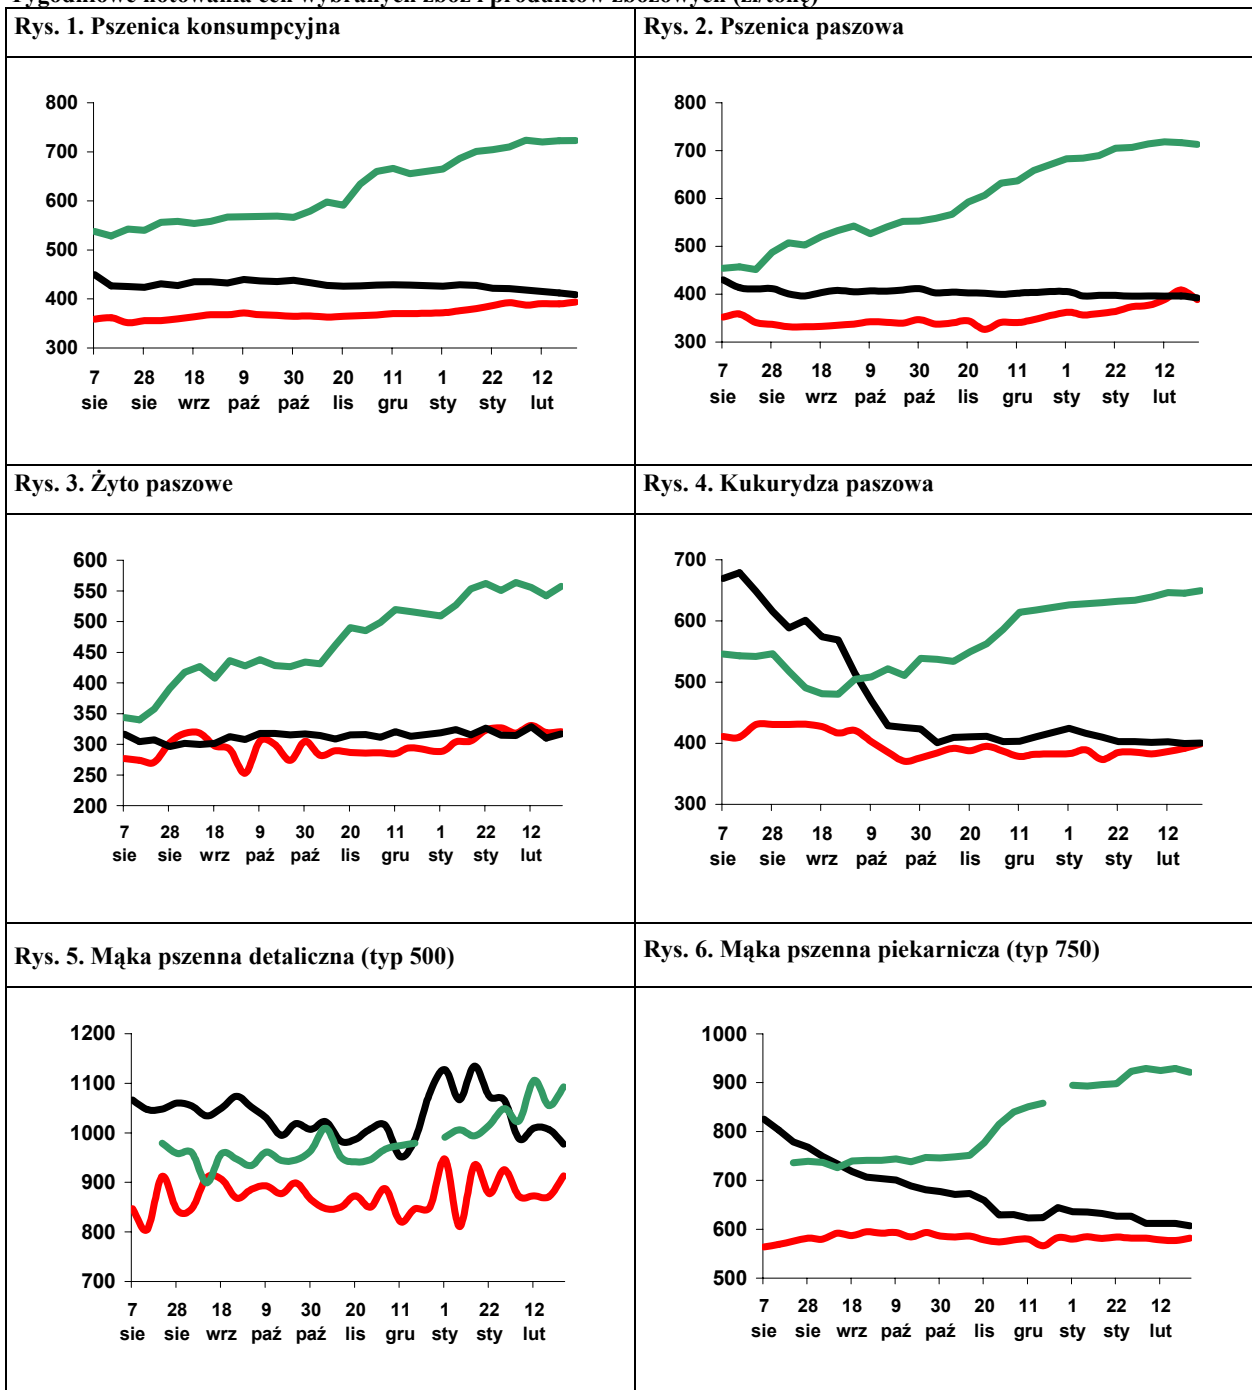 Tygodniowe notowania cen wybranych zbóż i produktów zbożowych (zł/tonę)
Rys. 1. Pszenica konsumpcyjna
Rys. 2. Pszenica paszowa
800
700
600
500
400
300
7 28 18 9 30 20 11 1 22 12
sie sie wrz paź paź lis gru sty sty lut
800
700
600
500
400
300
7 28 18 9 30 20 11 1 22 12
sie sie wrz paź paź lis gru sty sty lut
Rys. 3. Żyto paszowe
Rys. 4. Kukurydza paszowa
600
550
500
450
400
350
300
250
200
7 28 18 9 30 20 11 1 22 12
sie sie wrz paź paź lis gru sty sty lut
700
600
500
400
300
7 28 18 9 30 20 11 1 22 12
sie sie wrz paź paź lis gru sty sty lut
Rys. 5. Mąka pszenna detaliczna (typ 500)
Rys. 6. Mąka pszenna piekarnicza (typ 750)
1200
1100
1000
900
800
700
7 28 18 9 30 20 11 1 22 12
sie sie wrz paź paź lis gru sty sty lut
1000
900
800
700
600
500
7 28 18 9 30 20 11 1 22 12
sie sie wrz paź paź lis gru sty sty lut